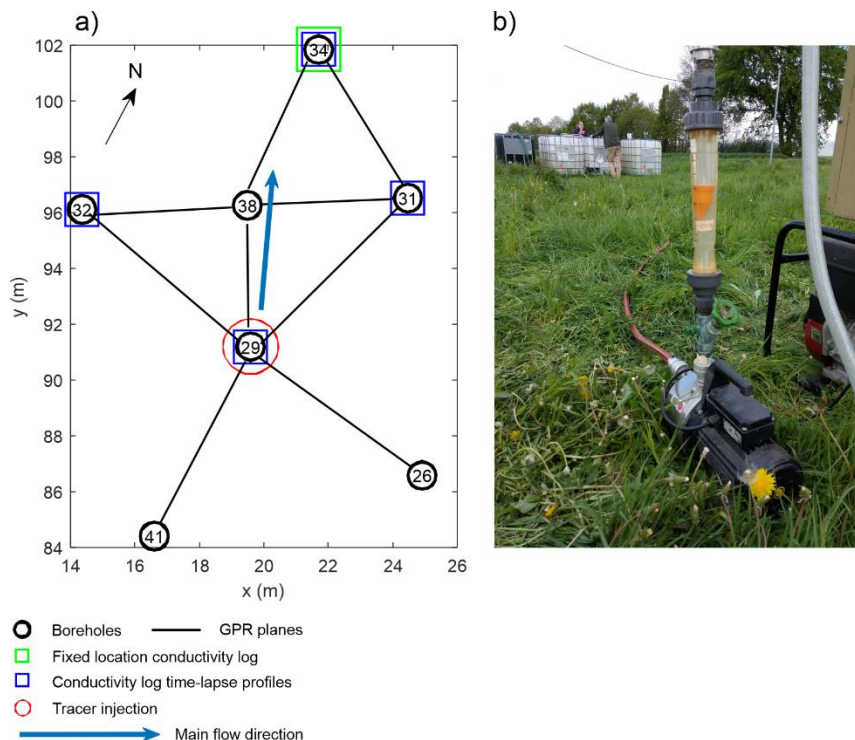 a)
b)
N
102
100
98
96
94
92
90
88
86
84
y (m)
34
32
38
31
29
26
41
14 16 18 20 22 24 26
x (m)
Boreholes
GPR planes
Fixed location conductivity log
Conductivity log time-lapse profiles
Tracer injection
Main flow direction